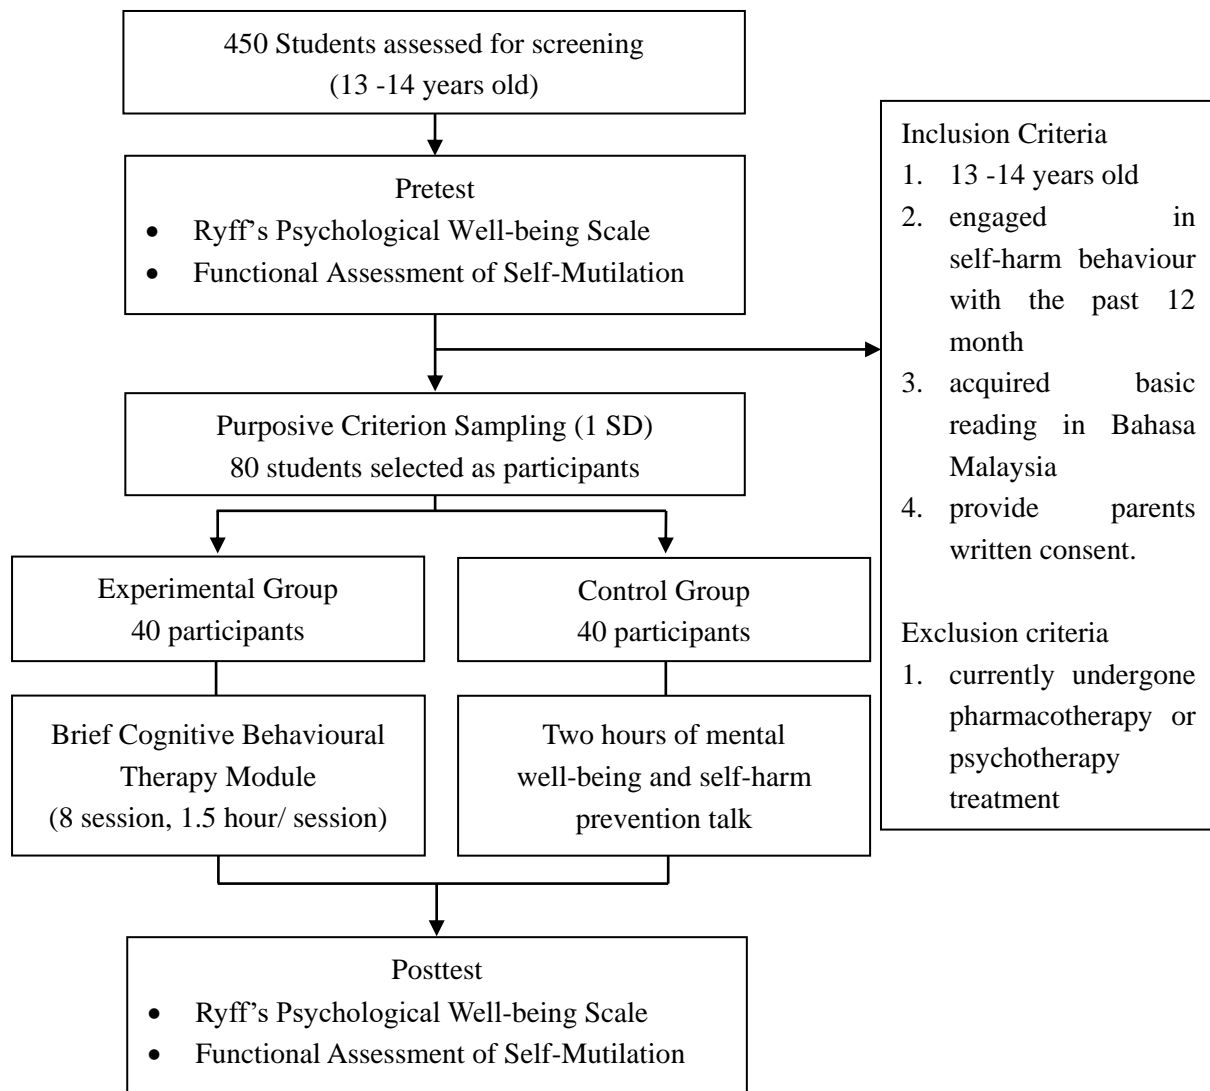 450 Students assessed for screening
(13 -14 years old)
Pretest
• Ryff’s Psychological Well-being Scale
• Functional Assessment of Self-Mutilation
Inclusion Criteria
1. 13 -14 years old
2. engaged in
self-harm behaviour
with the past 12
month
3. acquired basic
reading in Bahasa
Malaysia
4. provide parents
written consent.
Exclusion criteria
1. currently undergone
pharmacotherapy or
psychotherapy
treatment
Purposive Criterion Sampling (1 SD)
80 students selected as participants
Experimental Group
40 participants
Control Group
40 participants
Brief Cognitive Behavioural
Therapy Module
(8 session, 1.5 hour/ session)
Two hours of mental
well-being and self-harm
prevention talk
Posttest
• Ryff’s Psychological Well-being Scale
• Functional Assessment of Self-Mutilation